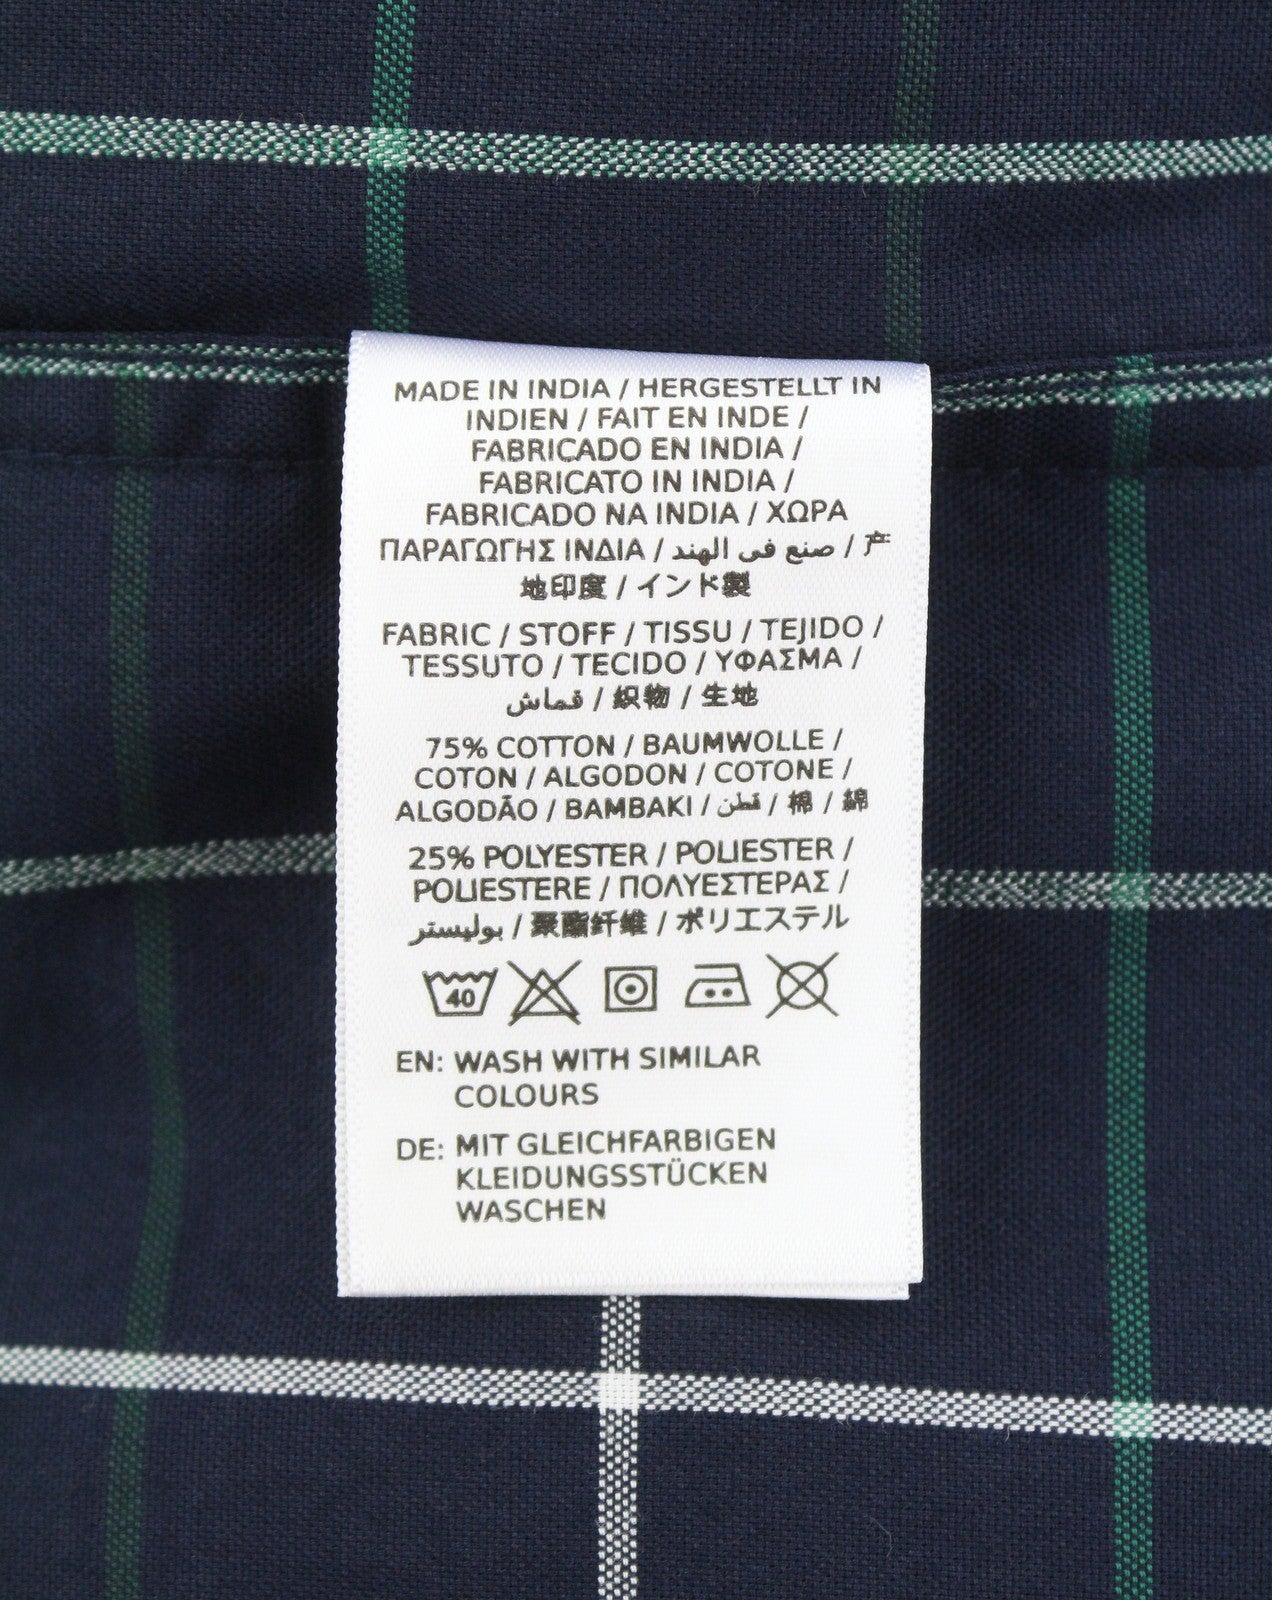 MADE IN INDIA / HERGESTELLT IN
INDIEN / FAIT EN INDE /
FABRICADO EN INDIA /
FABRICATO IN INDIA /
FABRICADO NA INDIA / ΧΩΡΑ
ΠΑΡΑΓΩΓΗΣ ΙΝΔΙΑ / صنع في الهند / 产
地印度 / インド製
FABRIC / STOFF / TISSU / TEJIDO /
TESSUTO / TECIDO / ΥΦΑΣΜΑ /
قماش / 织物 / 生地
75% COTTON / BAUMWOLLE /
COTON / ALGODON / COTONE /
ALGODÃO / BAMBAKI / قطن / 棉 / 綿
25% POLYESTER / POLIESTER /
POLIESTERE / ΠΟΛΥΕΣΤΕΡΑΣ /
بوليستر / 聚酯纤维 / ポリエステル
40
EN: WASH WITH SIMILAR
COLOURS
DE: MIT GLEICHFARBIGEN
KLEIDUNGSSTÜCKEN
WASCHEN